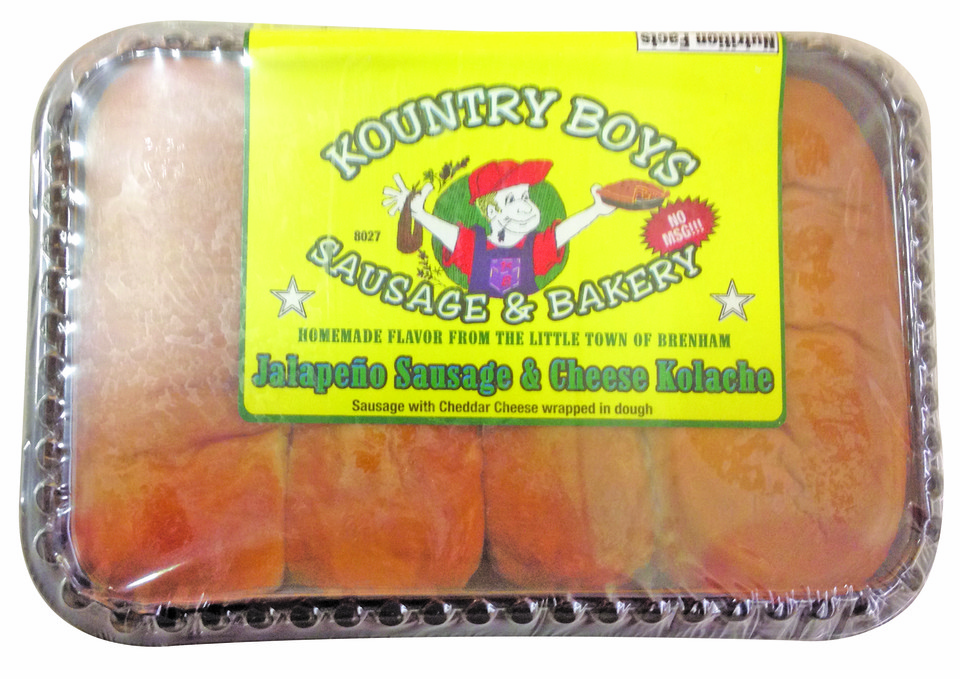 Nutrition Facts
KOUNTRY BOYS
NO
MSG!!!
8027
SAUSAGE & BAKERY
HOMEMADE FLAVOR FROM THE LITTLE TOWN OF BRENHAM
Jalapeño Sausage & Cheese Kolache
Sausage with Cheddar Cheese wrapped in dough